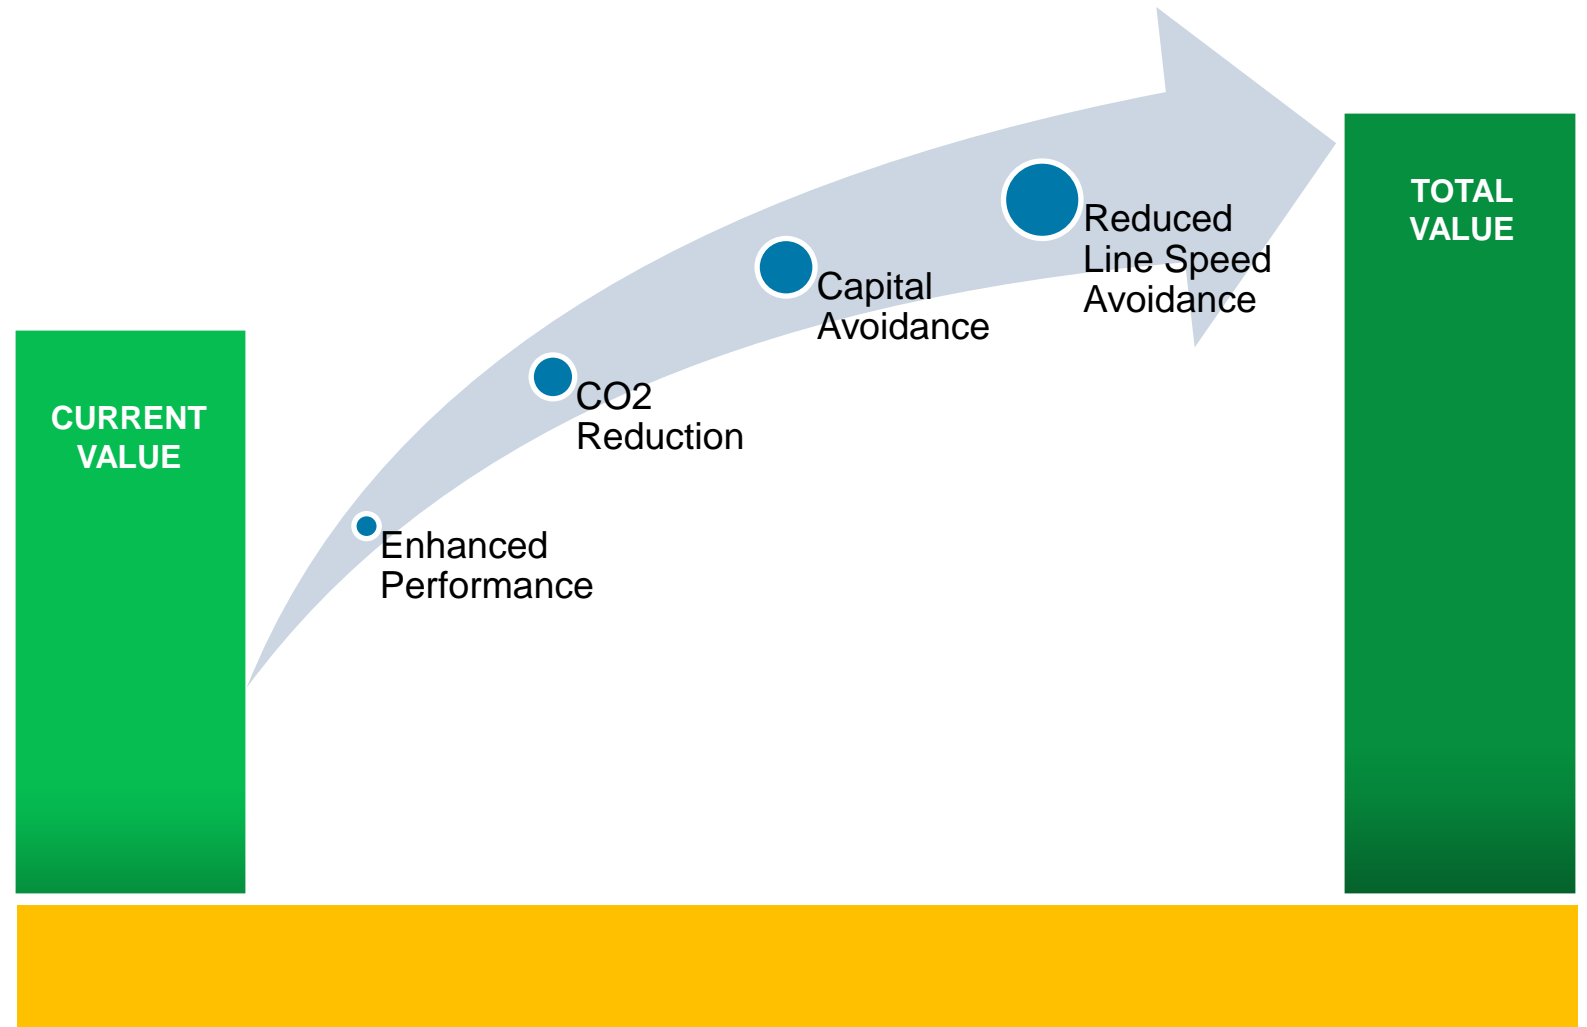 CURRENT
VALUE
Enhanced
Performance
CO2
Reduction
Capital
Avoidance
Reduced
Line Speed
Avoidance
TOTAL
VALUE